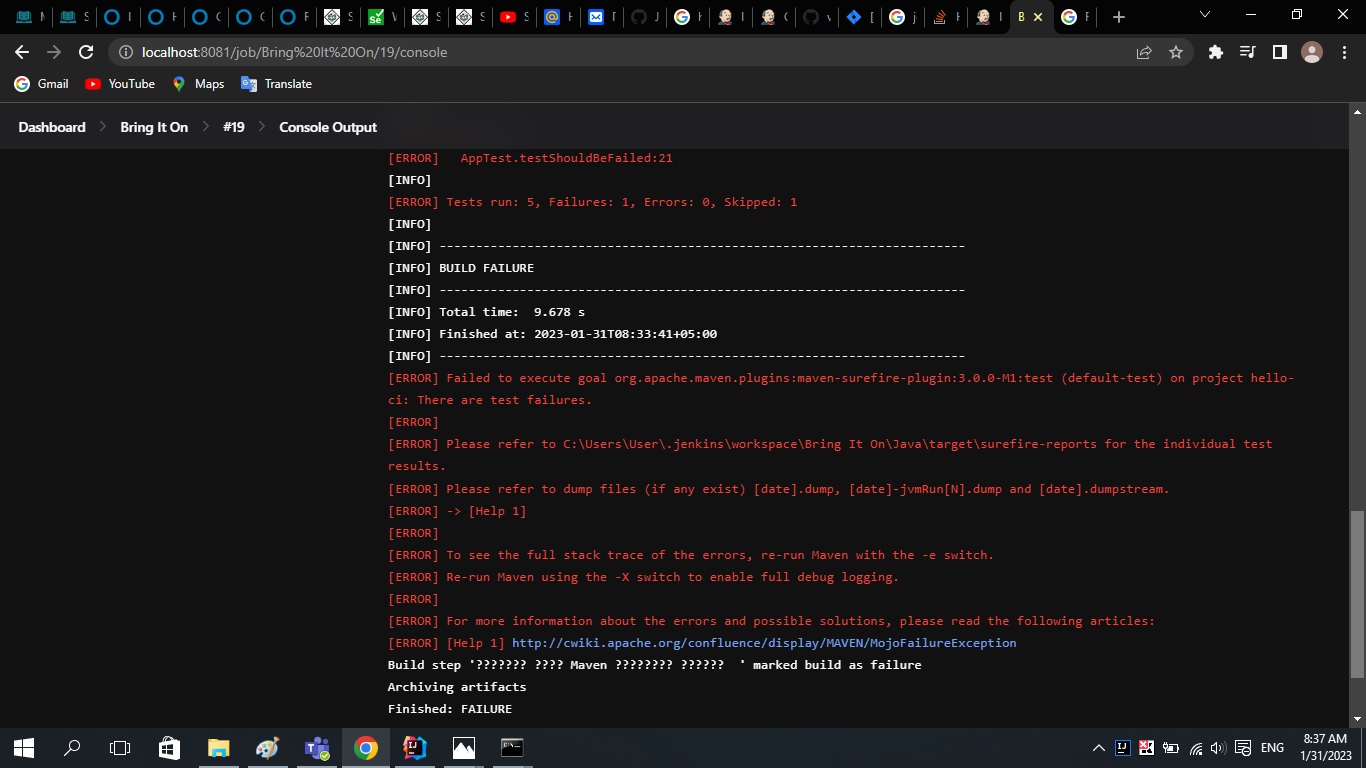 localhost:8081/job/Bring%20It%20On/19/console
Gmail YouTube Maps Translate
Dashboard Bring It On #19 Console Output
[ERROR]   AppTest.testShouldBeFailed:21
[INFO]
[ERROR] Tests run: 5, Failures: 1, Errors: 0, Skipped: 1
[INFO]
[INFO] ------------------------------------------------------------------------
[INFO] BUILD FAILURE
[INFO] ------------------------------------------------------------------------
[INFO] Total time:  9.678 s
[INFO] Finished at: 2023-01-31T08:33:41+05:00
[INFO] ------------------------------------------------------------------------
[ERROR] Failed to execute goal org.apache.maven.plugins:maven-surefire-plugin:3.0.0-M1:test (default-test) on project hello-
ci: There are test failures.
[ERROR]
[ERROR] Please refer to C:\Users\User\.jenkins\workspace\Bring It On\Java\target\surefire-reports for the individual test
results.
[ERROR] Please refer to dump files (if any exist) [date].dump, [date]-jvmRun[N].dump and [date].dumpstream.
[ERROR] -> [Help 1]
[ERROR]
[ERROR] To see the full stack trace of the errors, re-run Maven with the -e switch.
[ERROR] Re-run Maven using the -X switch to enable full debug logging.
[ERROR]
[ERROR] For more information about the errors and possible solutions, please read the following articles:
[ERROR] [Help 1] http://cwiki.apache.org/confluence/display/MAVEN/MojoFailureException
Build step '??????? ???? Maven ???????? ??????  ' marked build as failure
Archiving artifacts
Finished: FAILURE
ENG
8:37 AM
1/31/2023